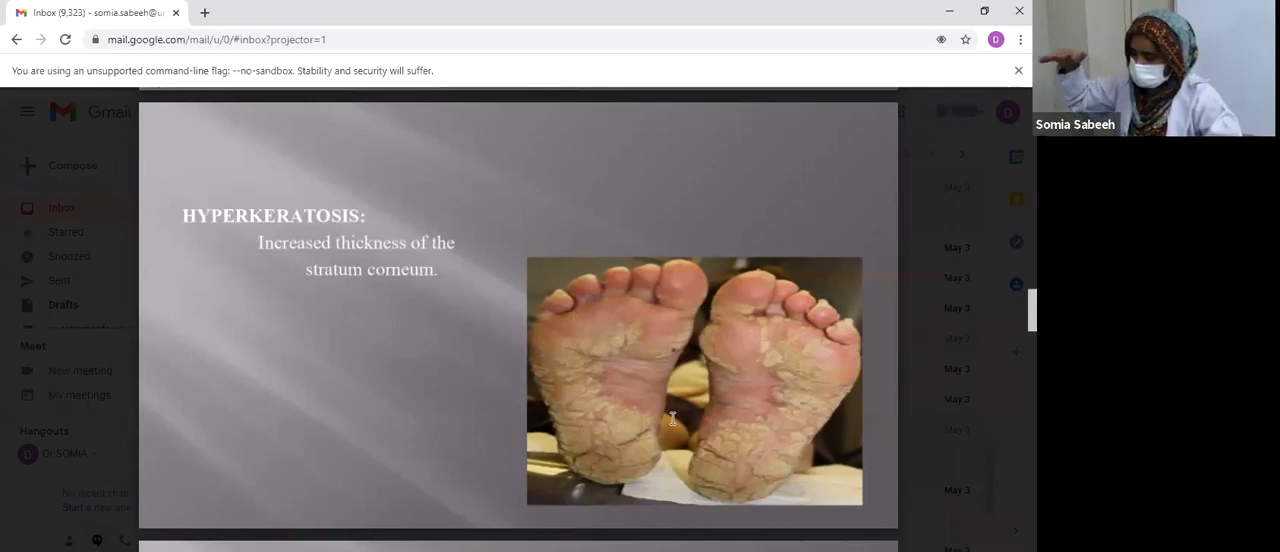 Inbox (9,323) - somia.sabeeh@ur
mail.google.com/mail/u/0/#inbox?projector=1
D
You are using an unsupported command-line flag: --no-sandbox. Stability and security will suffer.
Somia Sabeeh
Gmail
D
Compose
Inbox
Starred
Snoozed
Sent
Drafts
Meet
New meeting
My meetings
Hangouts
D Dr SOMIA
No recent chat
Start a new one
HYPERKERATOSIS:
Increased thickness of the
stratum corneum.
May 3
May 3
May 3
May 3
May 3
May 3
May 3
May 3
May 3